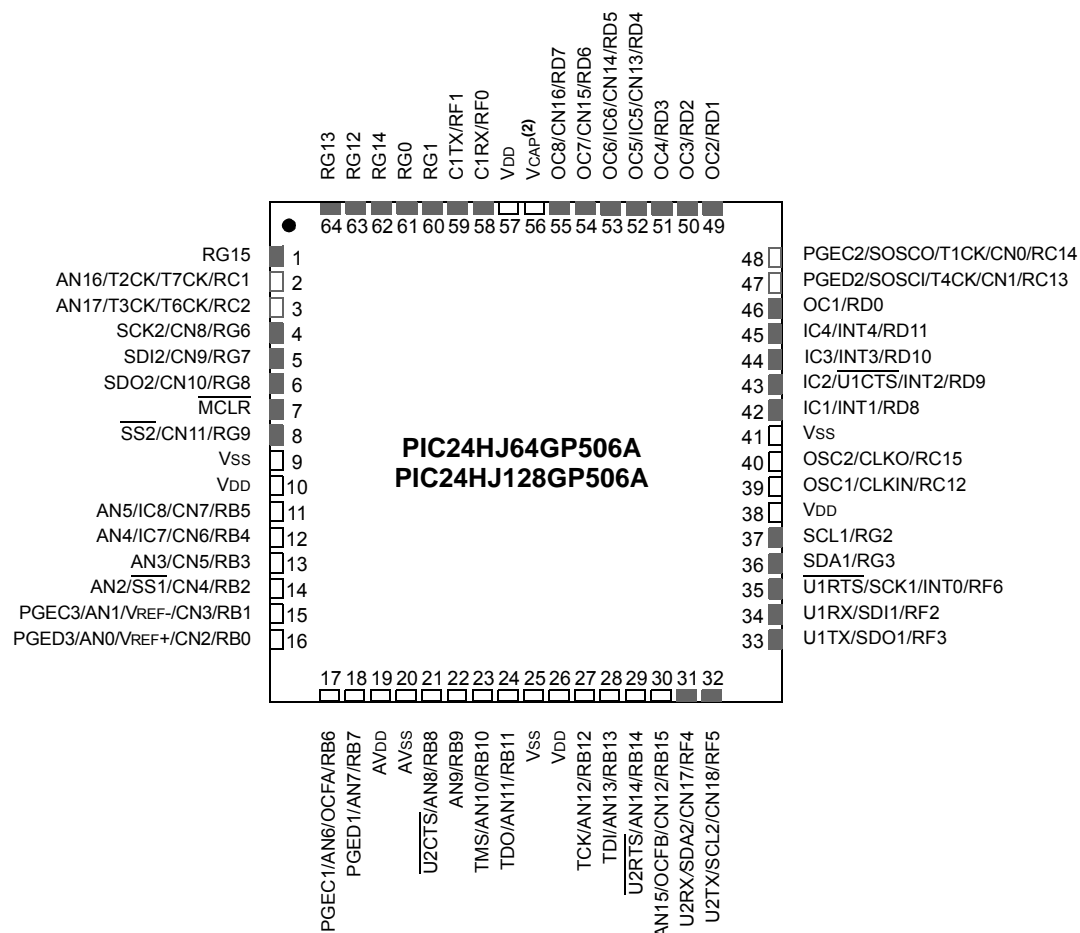 RG13
RG12
RG14
RG0
RG1
C1TX/RF1
C1RX/RF0
VDD
VCAP(2)
OC8/CN16/RD7
OC7/CN15/RD6
OC6/IC6/CN14/RD5
OC5/IC5/CN13/RD4
OC4/RD3
OC3/RD2
OC2/RD1
64 63 62 61 60 59 58 57 56 55 54 53 52 51 50 49
RG15 1
AN16/T2CK/T7CK/RC1 2
AN17/T3CK/T6CK/RC2 3
SCK2/CN8/RG6 4
SDI2/CN9/RG7 5
SDO2/CN10/RG8 6
MCLR 7
SS2/CN11/RG9 8
VSS 9
VDD 10
AN5/IC8/CN7/RB5 11
AN4/IC7/CN6/RB4 12
AN3/CN5/RB3 13
AN2/SS1/CN4/RB2 14
PGEC3/AN1/VREF-/CN3/RB1 15
PGED3/AN0/VREF+/CN2/RB0 16
PIC24HJ64GP506A
PIC24HJ128GP506A
48 PGEC2/SOSCO/T1CK/CN0/RC14
47 PGED2/SOSCI/T4CK/CN1/RC13
46 OC1/RD0
45 IC4/INT4/RD11
44 IC3/INT3/RD10
43 IC2/U1CTS/INT2/RD9
42 IC1/INT1/RD8
41 VSS
40 OSC2/CLKO/RC15
39 OSC1/CLKIN/RC12
38 VDD
37 SCL1/RG2
36 SDA1/RG3
35 U1RTS/SCK1/INT0/RF6
34 U1RX/SDI1/RF2
33 U1TX/SDO1/RF3
17 18 19 20 21 22 23 24 25 26 27 28 29 30 31 32
PGEC1/AN6/OCFA/RB6
PGED1/AN7/RB7
AVDD
AVSS
U2CTS/AN8/RB8
AN9/RB9
TMS/AN10/RB10
TDO/AN11/RB11
VSS
VDD
TCK/AN12/RB12
TDI/AN13/RB13
U2RTS/AN14/RB14
AN15/OCFB/CN12/RB15
U2RX/SDA2/CN17/RF4
U2TX/SCL2/CN18/RF5